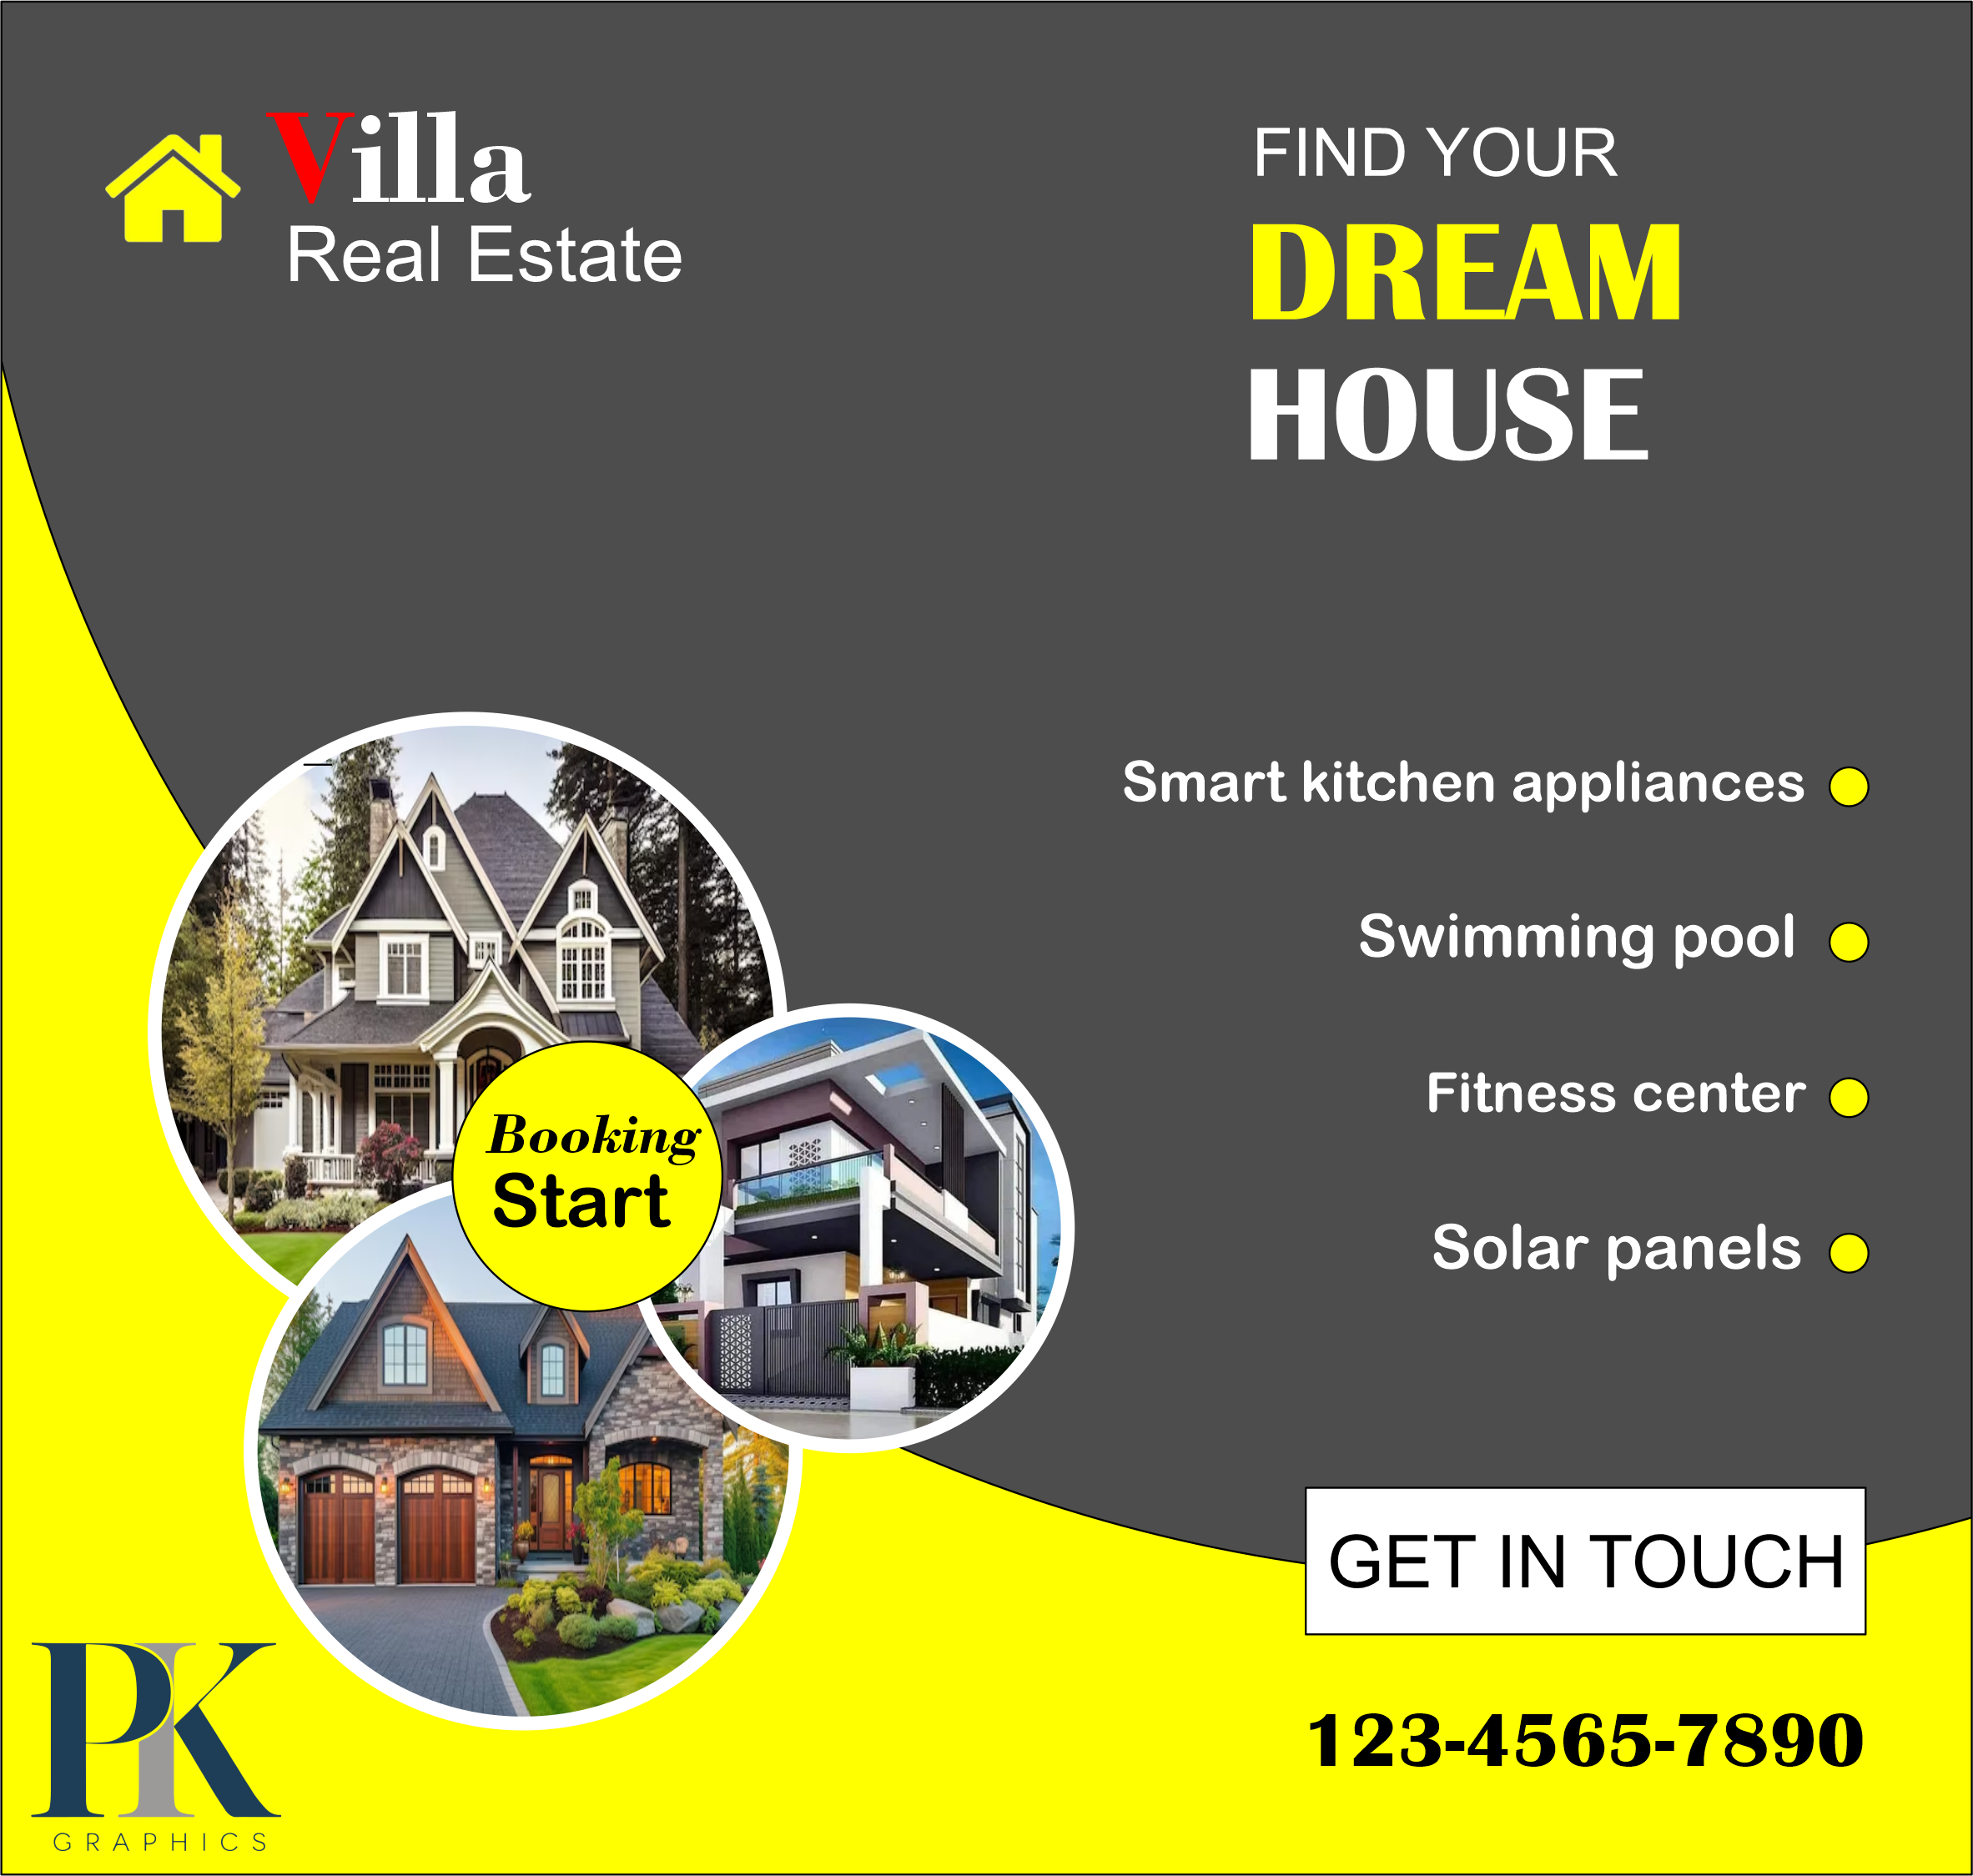 Villa
Real Estate
FIND YOUR
DREAM
HOUSE
Smart kitchen appliances
Swimming pool
Fitness center
Solar panels
Booking
Start
GET IN TOUCH
123-4565-7890
PK
GRAPHICS